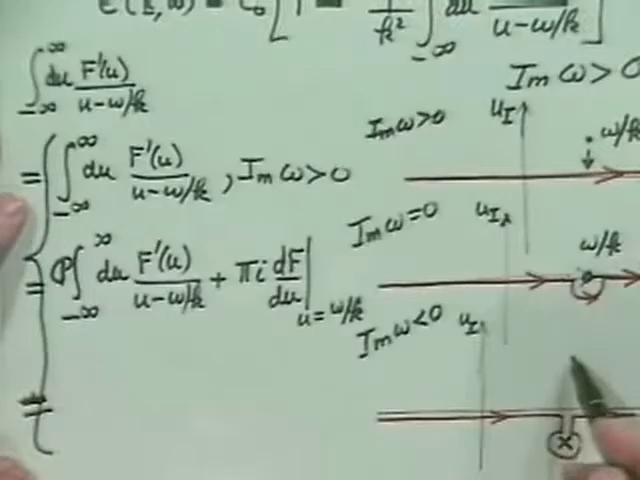 ε(k,ω) = ε₀[1 − 1/k² ∫_{-∞} du / u−ω/k ]
∫_{-∞}^{∞} du F'(u)/u−ω/k
Im ω>0
= { ∫_{-∞}^{∞} du F'(u)/u−ω/k , Im ω>0
Im ω>0 u_I ω/k
= P∫_{-∞}^{∞} du F'(u)/u−ω/k + πi dF/du |_{u=ω/k}
Im ω=0 u_I ω/k
=
Im ω<0 u_I